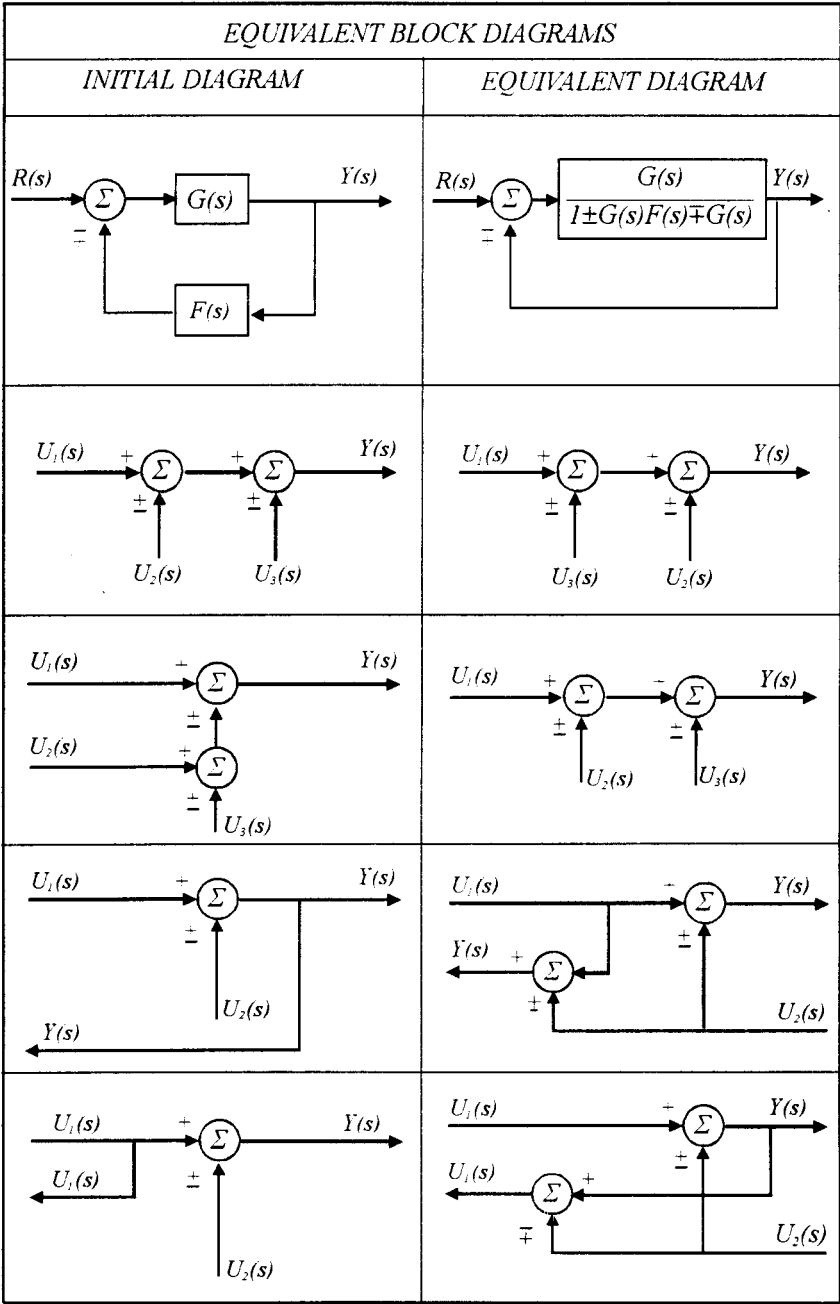 EQUIVALENT BLOCK DIAGRAMS
INITIAL DIAGRAM
EQUIVALENT DIAGRAM
R(s)
Σ
G(s)
Y(s)
∓
F(s)
R(s)
Σ
G(s)
1±G(s)F(s)∓G(s)
Y(s)
∓
U₁(s)
+
Σ
+
Σ
Y(s)
±
±
U₂(s)
U₃(s)
U₁(s)
+
Σ
+
Σ
Y(s)
±
±
U₃(s)
U₂(s)
U₁(s)
+
Σ
Y(s)
±
U₂(s)
+
Σ
±
U₃(s)
U₁(s)
+
Σ
−
Σ
Y(s)
±
±
U₂(s)
U₃(s)
U₁(s)
+
Σ
Y(s)
±
U₂(s)
Y(s)
U₁(s)
−
Σ
Y(s)
±
Y(s)
+
Σ
±
U₂(s)
U₁(s)
+
Σ
Y(s)
U₁(s)
±
U₂(s)
U₁(s)
+
Σ
Y(s)
±
U₁(s)
Σ
+
∓
U₂(s)